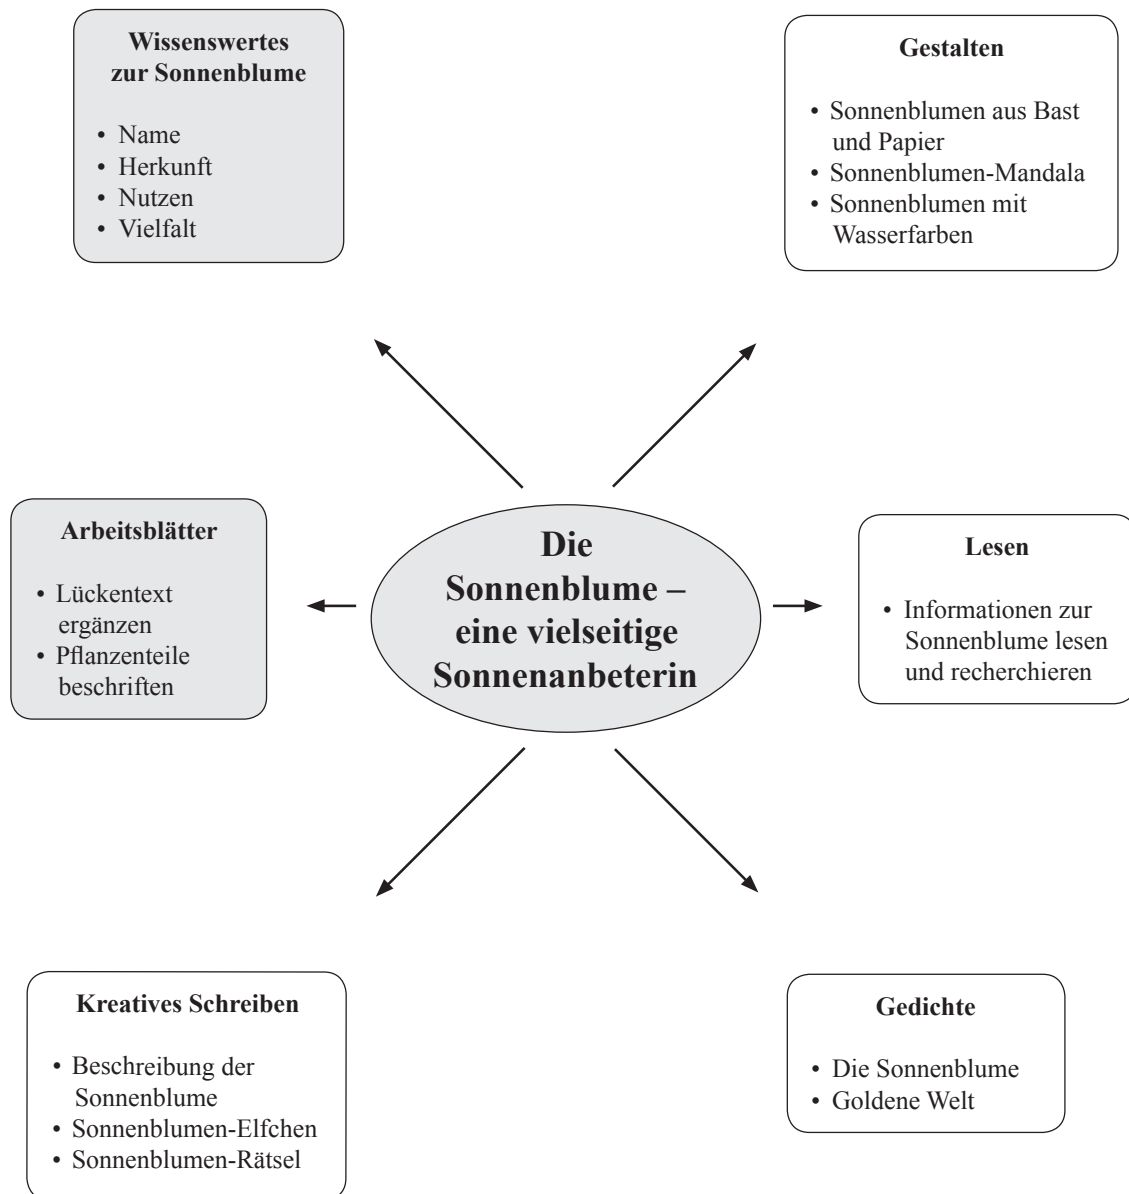 Wissenswertes
zur Sonnenblume
• Name
• Herkunft
• Nutzen
• Vielfalt
Gestalten
• Sonnenblumen aus Bast
und Papier
• Sonnenblumen-Mandala
• Sonnenblumen mit
Wasserfarben
Arbeitsblätter
• Lückentext
ergänzen
• Pflanzenteile
beschriften
Die
Sonnenblume –
eine vielseitige
Sonnenanbeterin
Lesen
• Informationen zur
Sonnenblume lesen
und recherchieren
Kreatives Schreiben
• Beschreibung der
Sonnenblume
• Sonnenblumen-Elfchen
• Sonnenblumen-Rätsel
Gedichte
• Die Sonnenblume
• Goldene Welt